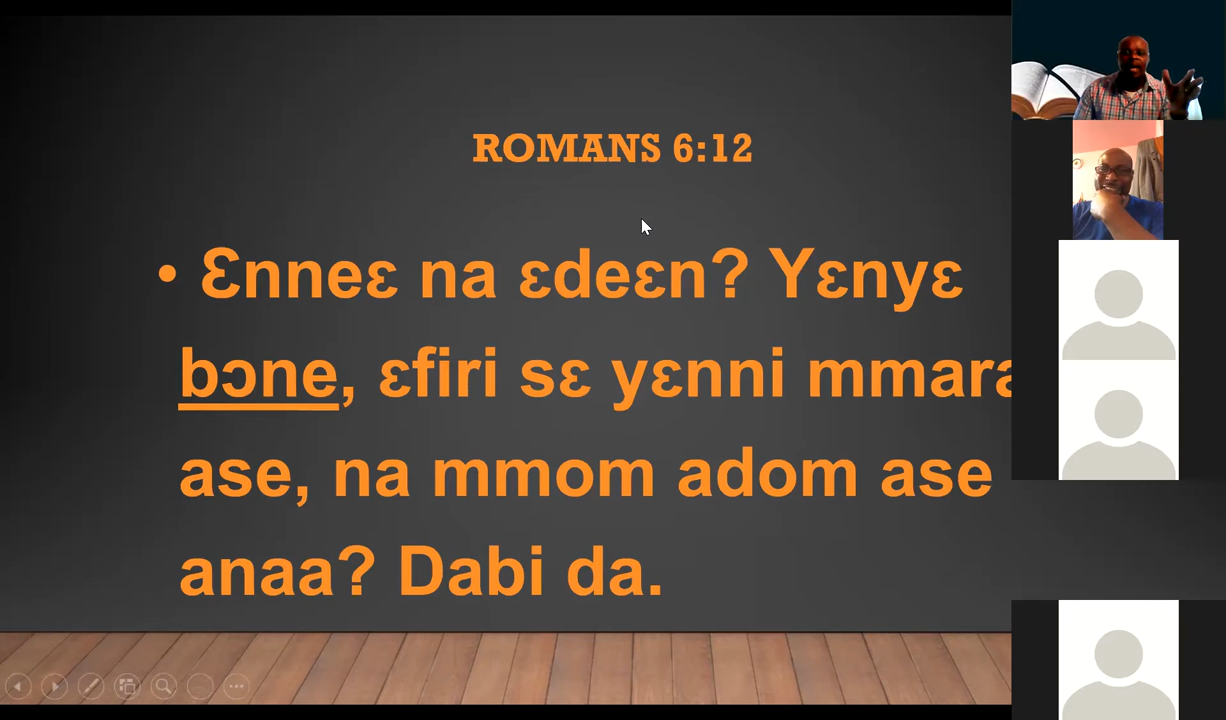 ROMANS 6:12
• Ɛnneɛ na ɛdeɛn? Yɛnyɛ
bɔne, ɛfiri sɛ yɛnni mmara
ase, na mmom adom ase
anaa? Dabi da.